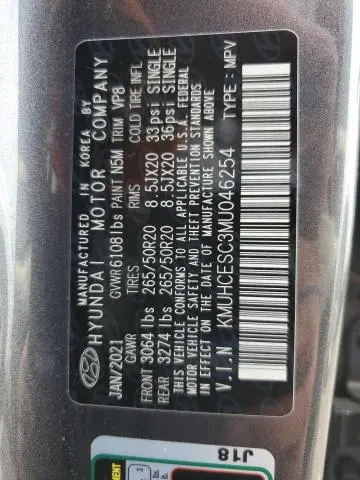 MANUFACTURED IN KOREA BY
HYUNDAI MOTOR COMPANY
JAN/2021 GVWR 6108 lbs PAINT N5M TRIM VP8
GAWR TIRES RIMS COLD TIRE INFL
FRONT 3064 lbs 265/50R20 8.5JX20 33psi SINGLE
REAR 3274 lbs 265/50R20 8.5JX20 36psi SINGLE
THIS VEHICLE CONFORMS TO ALL APPLICABLE U.S. FEDERAL
MOTOR VEHICLE SAFETY, BUMPER, AND THEFT PREVENTION STANDARDS
IN EFFECT ON THE DATE OF MANUFACTURE SHOWN ABOVE
V.I.N: KMUHCESC3MU046254 TYPE: MPV
J18